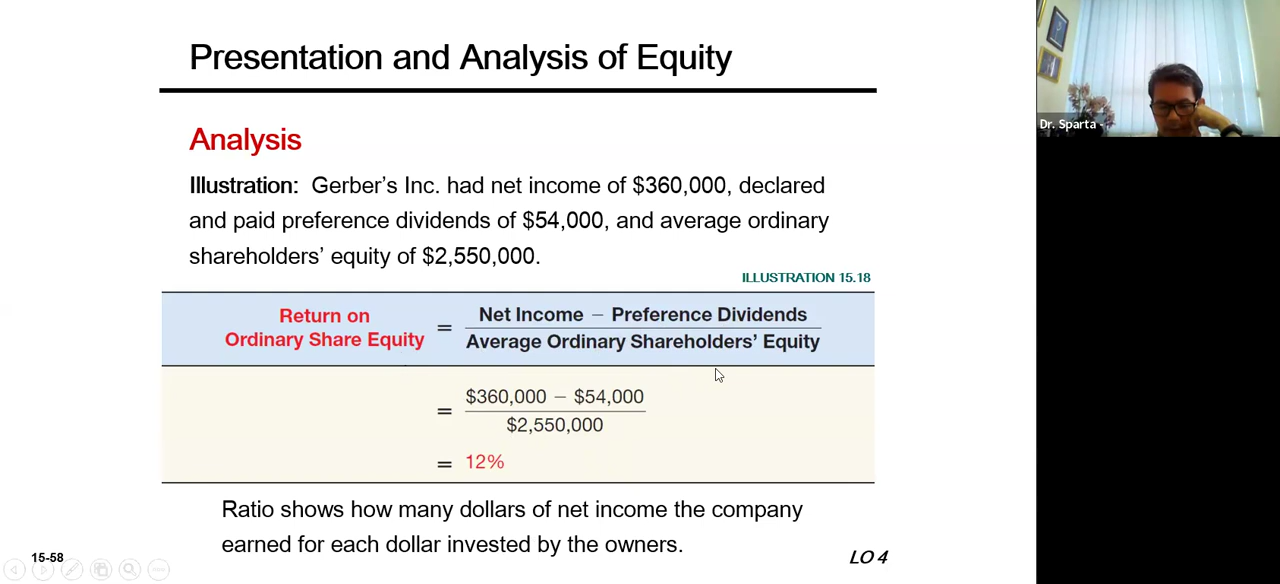 Presentation and Analysis of Equity
Analysis
Illustration: Gerber's Inc. had net income of $360,000, declared
and paid preference dividends of $54,000, and average ordinary
shareholders' equity of $2,550,000.
ILLUSTRATION 15.18
Return on
Ordinary Share Equity
=
Net Income – Preference Dividends
Average Ordinary Shareholders' Equity
=
$360,000 – $54,000
$2,550,000
= 12%
Ratio shows how many dollars of net income the company
earned for each dollar invested by the owners.
15-58
LO 4
Dr. Sparta -